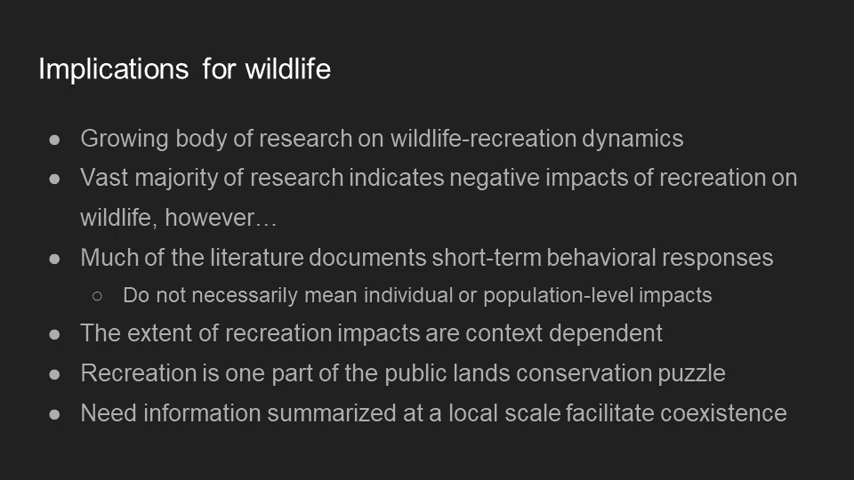 Implications for wildlife
● Growing body of research on wildlife-recreation dynamics
● Vast majority of research indicates negative impacts of recreation on
wildlife, however…
● Much of the literature documents short-term behavioral responses
○ Do not necessarily mean individual or population-level impacts
● The extent of recreation impacts are context dependent
● Recreation is one part of the public lands conservation puzzle
● Need information summarized at a local scale facilitate coexistence